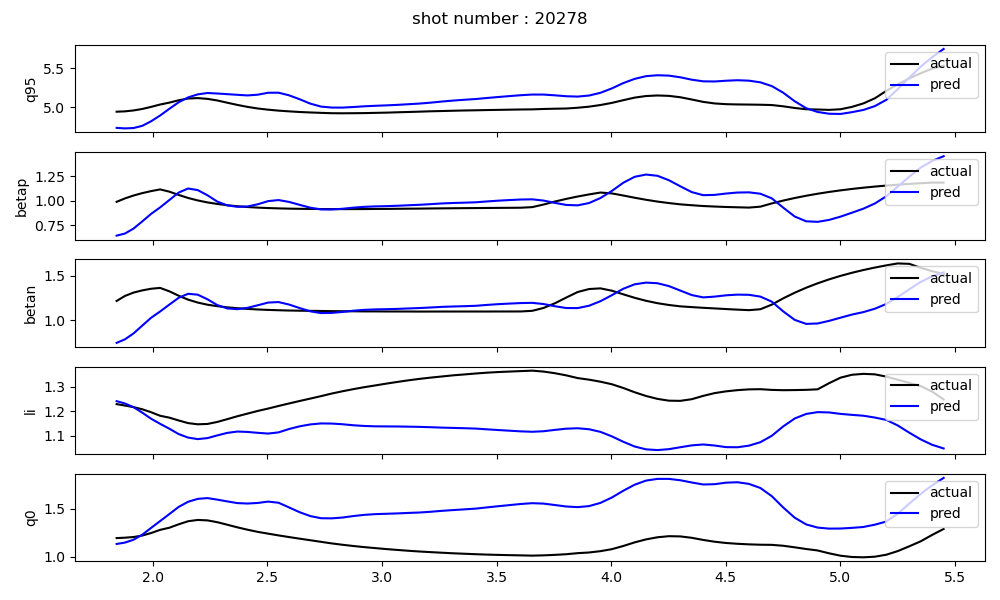 shot number : 20278
5.5
5.0
q95
actual
pred
1.25
1.00
0.75
betap
actual
pred
1.5
1.0
betan
actual
pred
1.3
1.2
1.1
li
actual
pred
1.5
1.0
q0
actual
pred
2.0 2.5 3.0 3.5 4.0 4.5 5.0 5.5